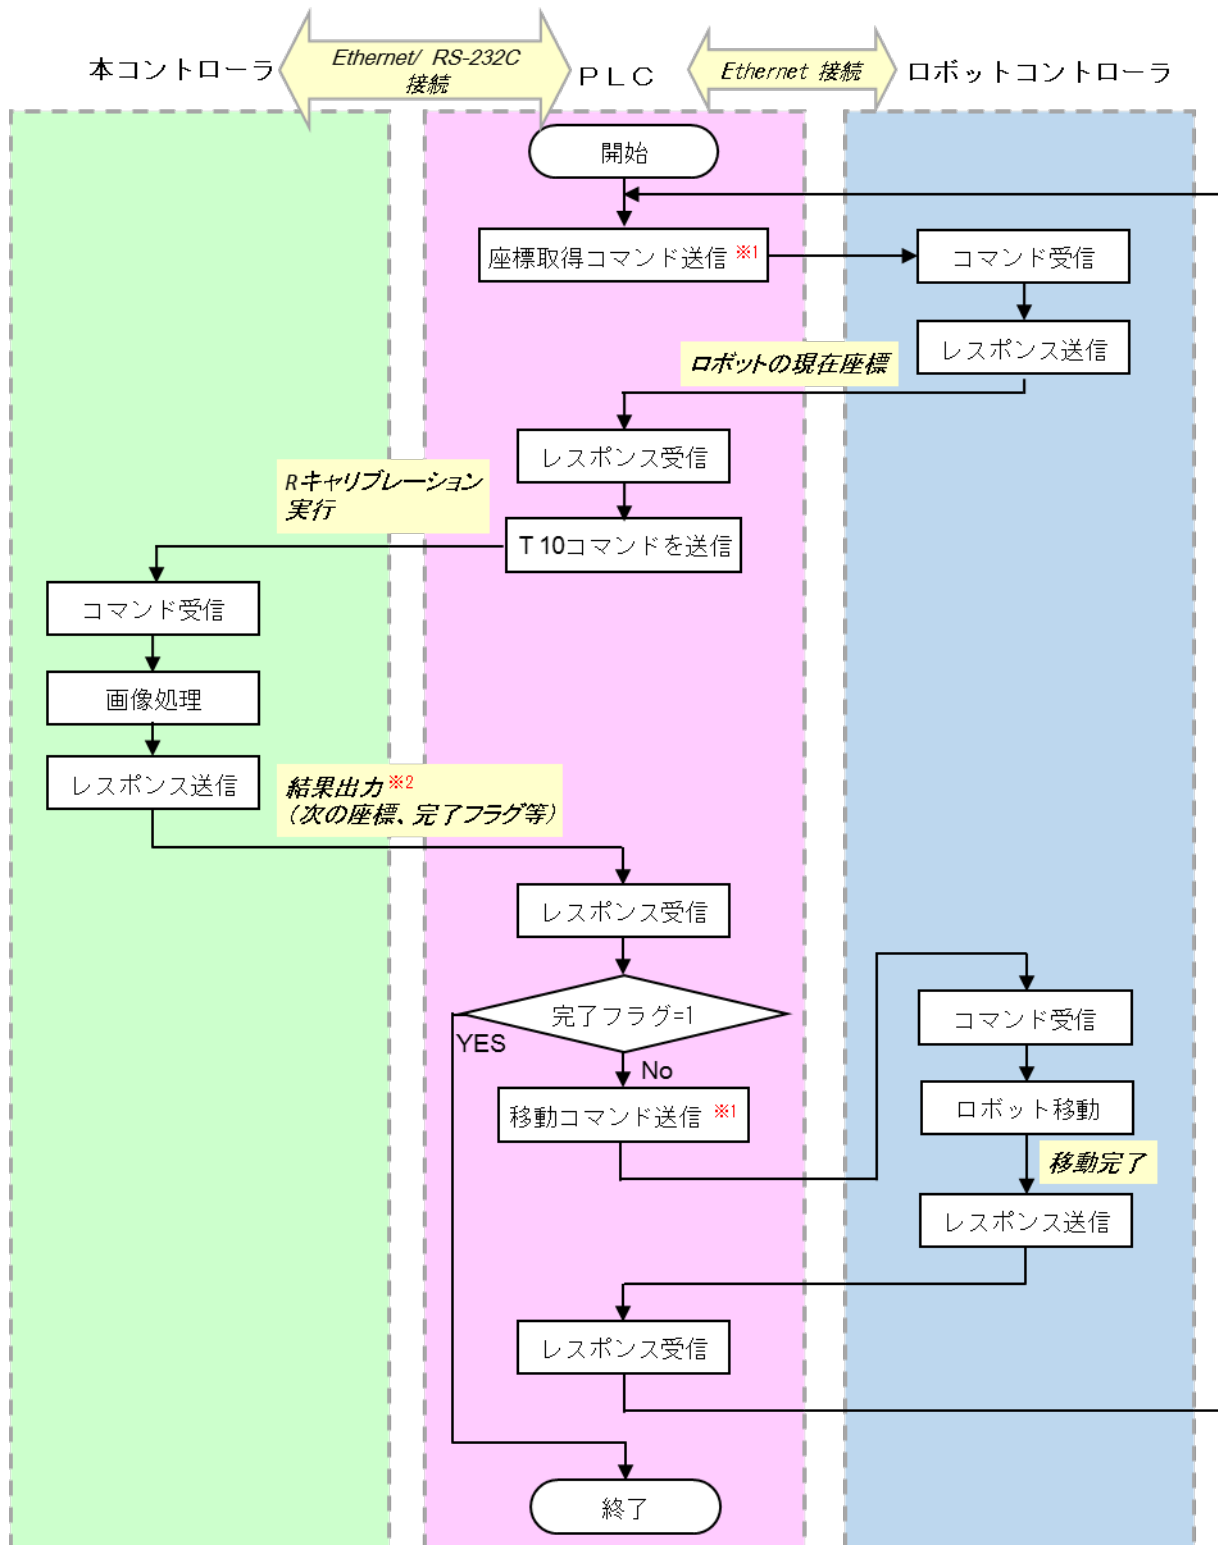 本コントローラ
Ethernet/ RS-232C
接続
PLC
Ethernet 接続
ロボットコントローラ
開始
座標取得コマンド送信 ※1
コマンド受信
レスポンス送信
ロボットの現在座標
レスポンス受信
Rキャリブレーション
実行
T 10コマンドを送信
コマンド受信
画像処理
レスポンス送信
結果出力※2
(次の座標、完了フラグ等)
レスポンス受信
完了フラグ=1
YES
No
移動コマンド送信 ※1
コマンド受信
ロボット移動
移動完了
レスポンス送信
レスポンス受信
終了